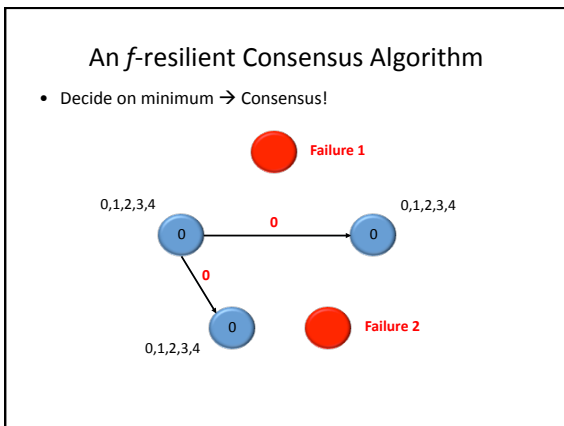 An f-resilient Consensus Algorithm
• Decide on minimum → Consensus!
Failure 1
0,1,2,3,4
0,1,2,3,4
0
0
0
0
0
Failure 2
0,1,2,3,4